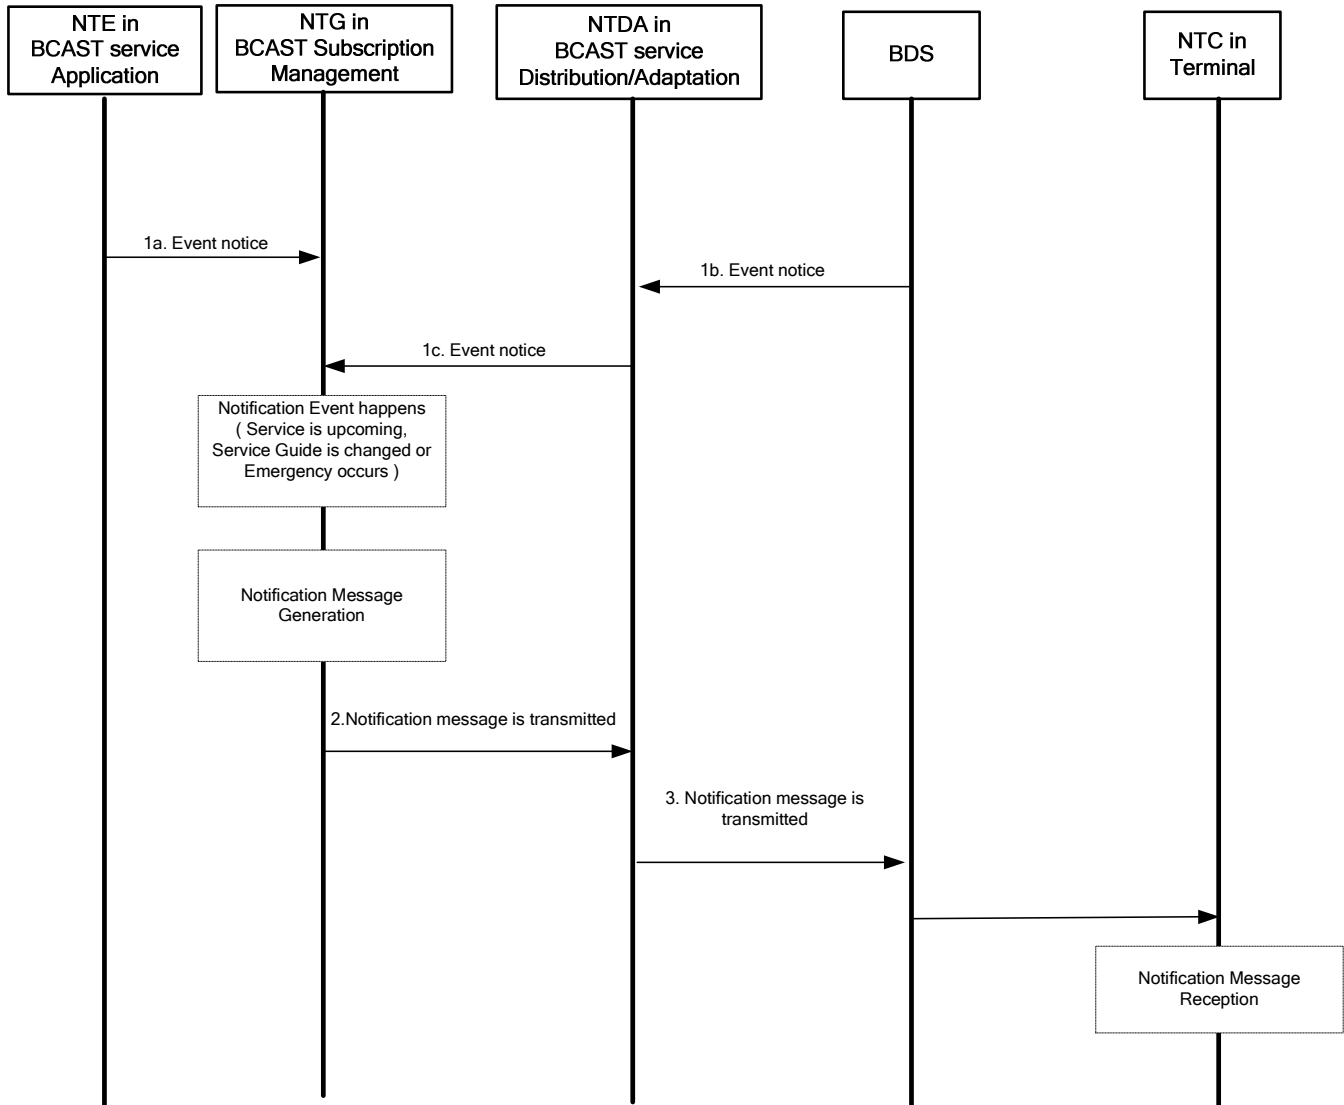 NTE in
BCAST service
Application
NTG in
BCAST Subscription
Management
NTDA in
BCAST service
Distribution/Adaptation
BDS
NTC in
Terminal
1a. Event notice
1b. Event notice
1c. Event notice
Notification Event happens
( Service is upcoming,
Service Guide is changed or
Emergency occurs )
Notification Message
Generation
2.Notification message is transmitted
3. Notification message is
transmitted
Notification Message
Reception